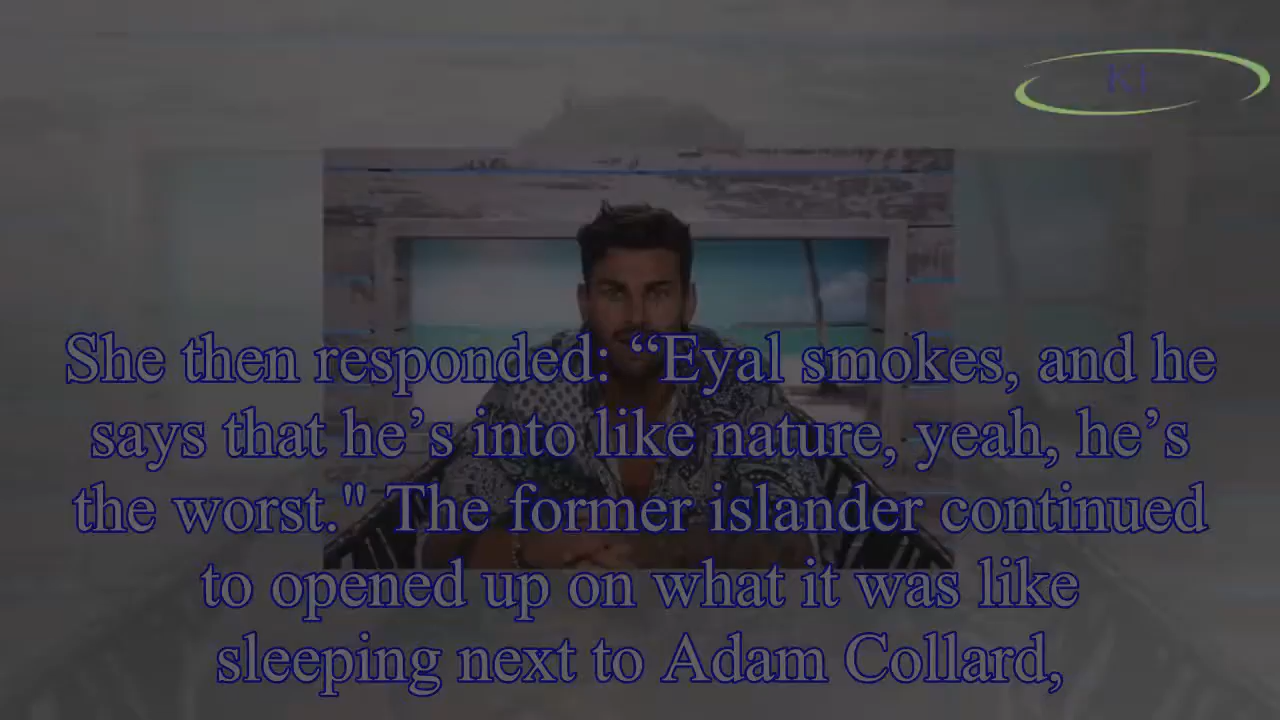 KI
She then responded: “Eyal smokes, and he
says that he’s into like nature, yeah, he’s
the worst." The former islander continued
to opened up on what it was like
sleeping next to Adam Collard,